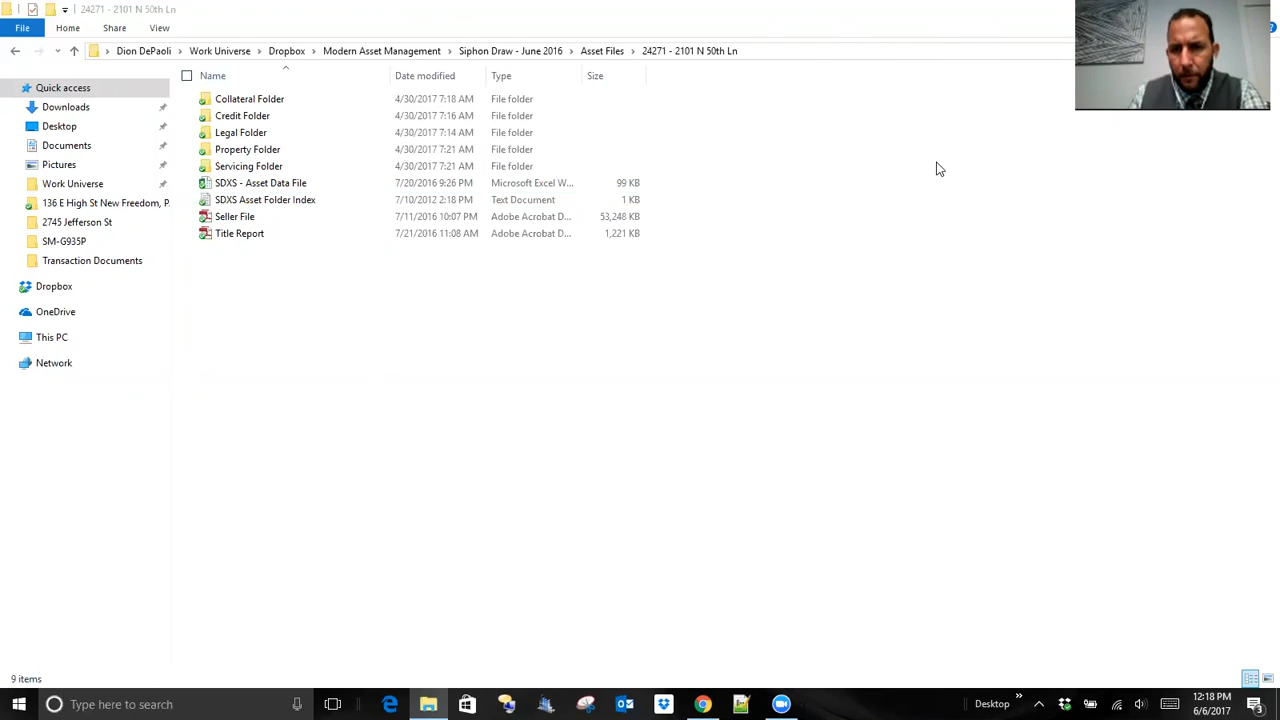 24271 - 2101 N 50th Ln
File Home Share View
Dion DePaoli Work Universe Dropbox Modern Asset Management Siphon Draw - June 2016 Asset Files 24271 - 2101 N 50th Ln
Name Date modified Type Size
Quick access
Downloads
Desktop
Documents
Pictures
Work Universe
136 E High St New Freedom, P
2745 Jefferson St
SM-G935P
Transaction Documents
Dropbox
OneDrive
This PC
Network
Collateral Folder 4/30/2017 7:18 AM File folder
Credit Folder 4/30/2017 7:16 AM File folder
Legal Folder 4/30/2017 7:14 AM File folder
Property Folder 4/30/2017 7:21 AM File folder
Servicing Folder 4/30/2017 7:21 AM File folder
SDXS - Asset Data File 7/20/2016 9:26 PM Microsoft Excel W... 99 KB
SDXS Asset Folder Index 7/10/2012 2:18 PM Text Document 1 KB
Seller File 7/11/2016 10:07 PM Adobe Acrobat D... 53,248 KB
Title Report 7/21/2016 11:08 AM Adobe Acrobat D... 1,221 KB
9 items
Type here to search
Desktop
12:18 PM
6/6/2017
3